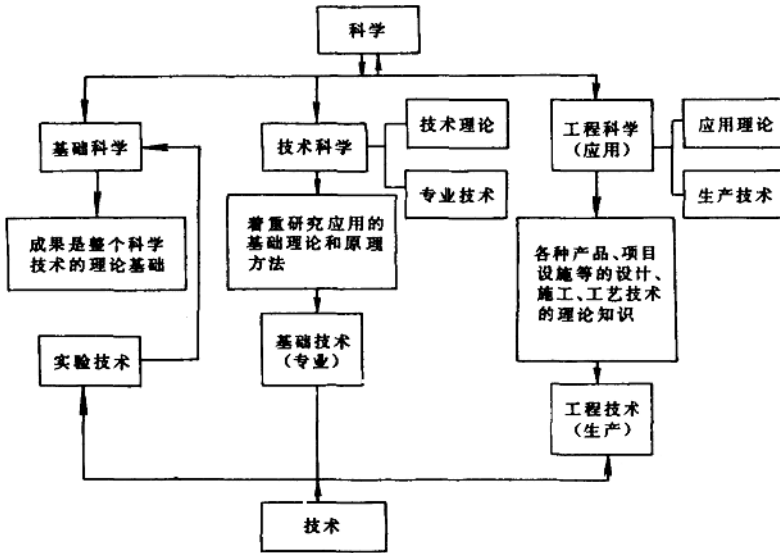 科学
基础科学
技术科学
技术理论
专业技术
工程科学
（应用）
应用理论
生产技术
成果是整个科学
技术的理论基础
着重研究应用的
基础理论和原理
方法
各种产品、项目
设施等的设计、
施工、工艺技术
的理论知识
实验技术
基础技术
（专业）
工程技术
（生产）
技术